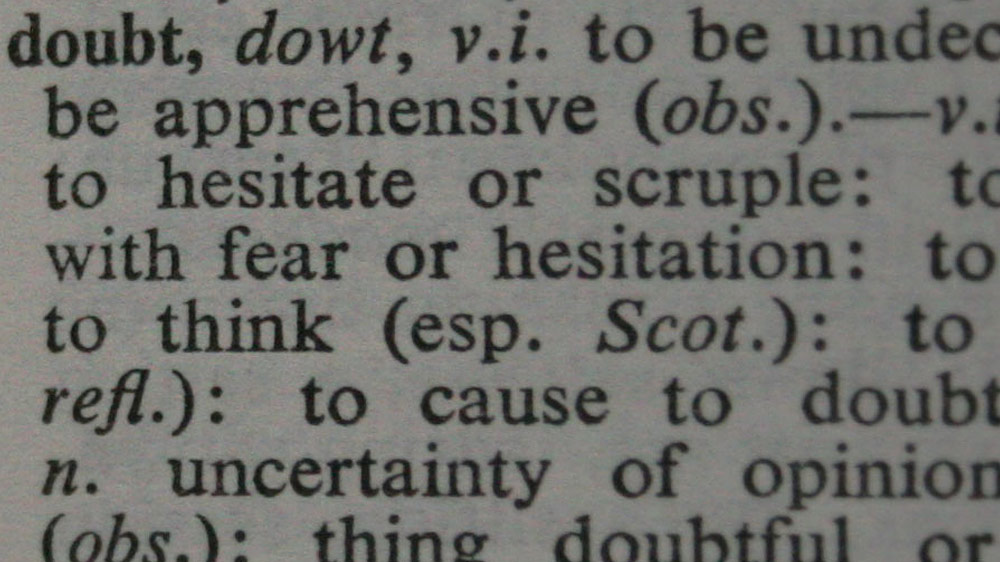 doubt, dowt, v.i. to be undec
be apprehensive (obs.).—v.
to hesitate or scruple: to
with fear or hesitation: to
to think (esp. Scot.): to
refl.): to cause to doubt
n. uncertainty of opinion
(obs.): thing doubtful or